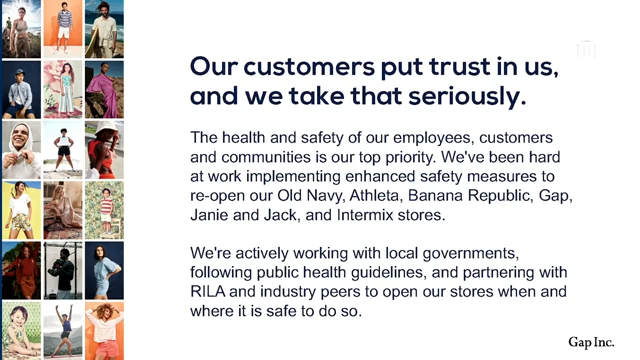 Our customers put trust in us,
and we take that seriously.
The health and safety of our employees, customers
and communities is our top priority. We've been hard
at work implementing enhanced safety measures to
re-open our Old Navy, Athleta, Banana Republic, Gap,
Janie and Jack, and Intermix stores.
We're actively working with local governments,
following public health guidelines, and partnering with
RILA and industry peers to open our stores when and
where it is safe to do so.
Gap Inc.